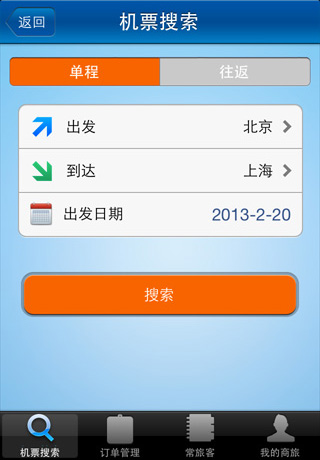 返回
机票搜索
单程
往返
出发
北京
到达
上海
出发日期
2013-2-20
搜索
机票搜索
订单管理
常旅客
我的商旅